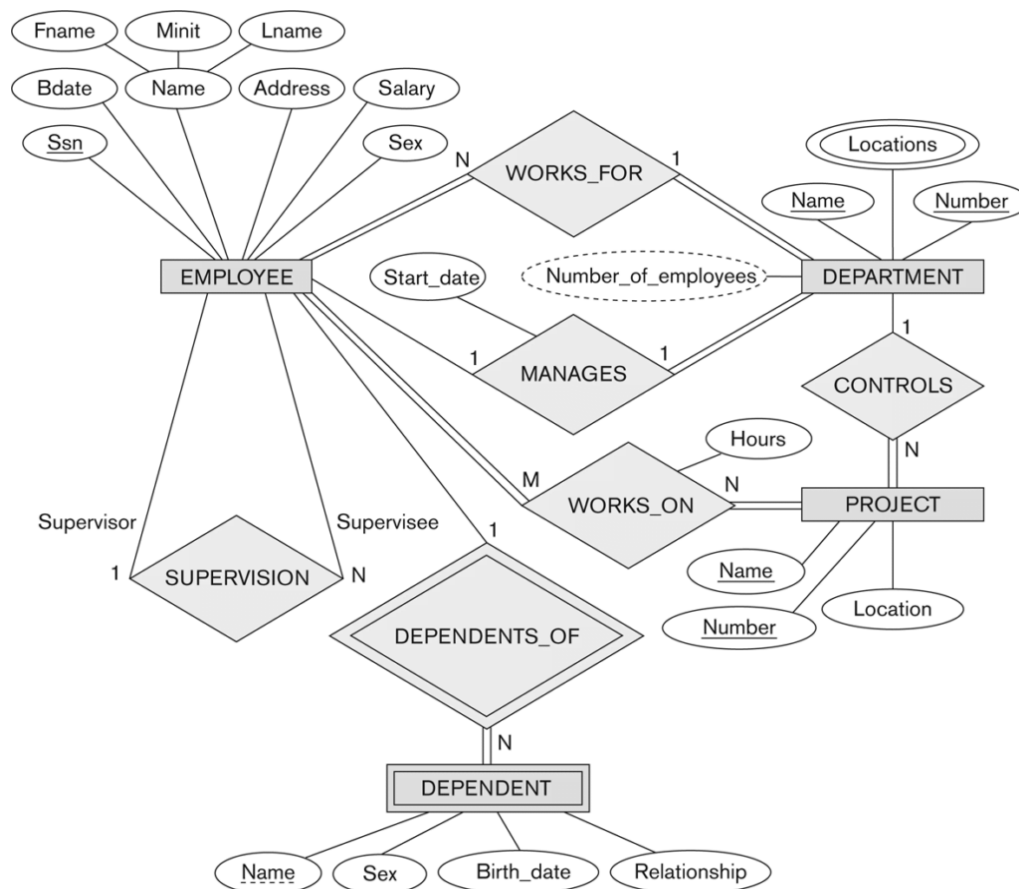 Fname
Minit
Lname
Bdate
Name
Address
Salary
Ssn
Sex
N
WORKS_FOR
1
Locations
Name
Number
EMPLOYEE
Start_date
Number_of_employees
DEPARTMENT
1
MANAGES
1
1
CONTROLS
N
Hours
M
WORKS_ON
N
PROJECT
Supervisor
Supervisee
1
SUPERVISION
N
1
Name
Number
Location
DEPENDENTS_OF
N
DEPENDENT
Name
Sex
Birth_date
Relationship